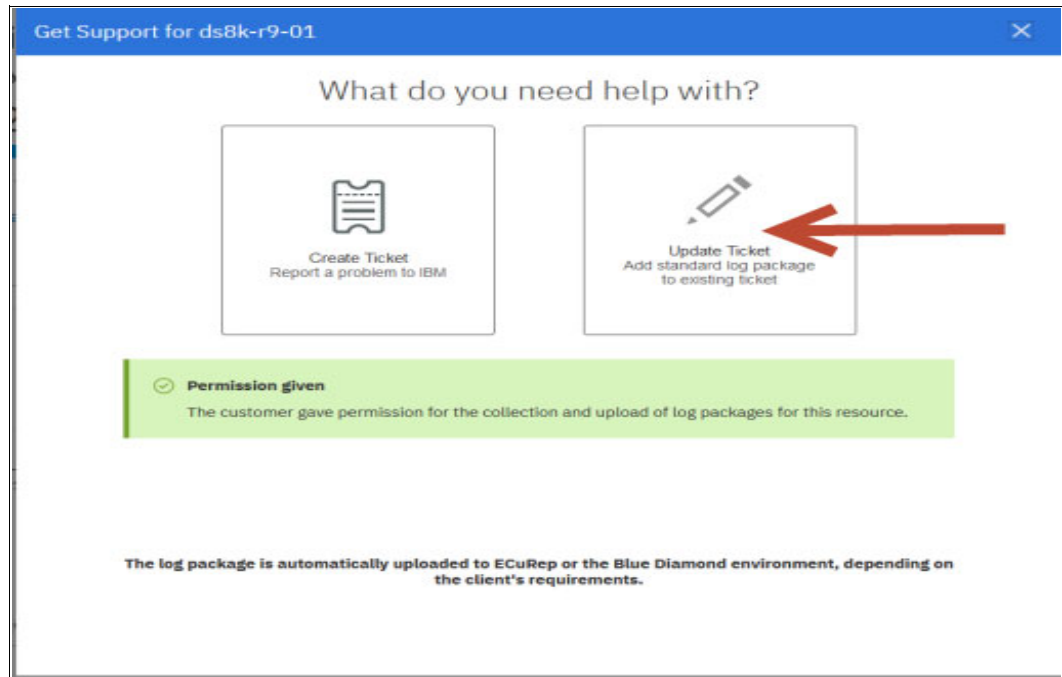 Get Support for ds8k-r9-01
What do you need help with?
Create Ticket
Report a problem to IBM
Update Ticket
Add standard log package
to existing ticket
Permission given
The customer gave permission for the collection and upload of log packages for this resource.
The log package is automatically uploaded to ECuRep or the Blue Diamond environment, depending on
the client's requirements.